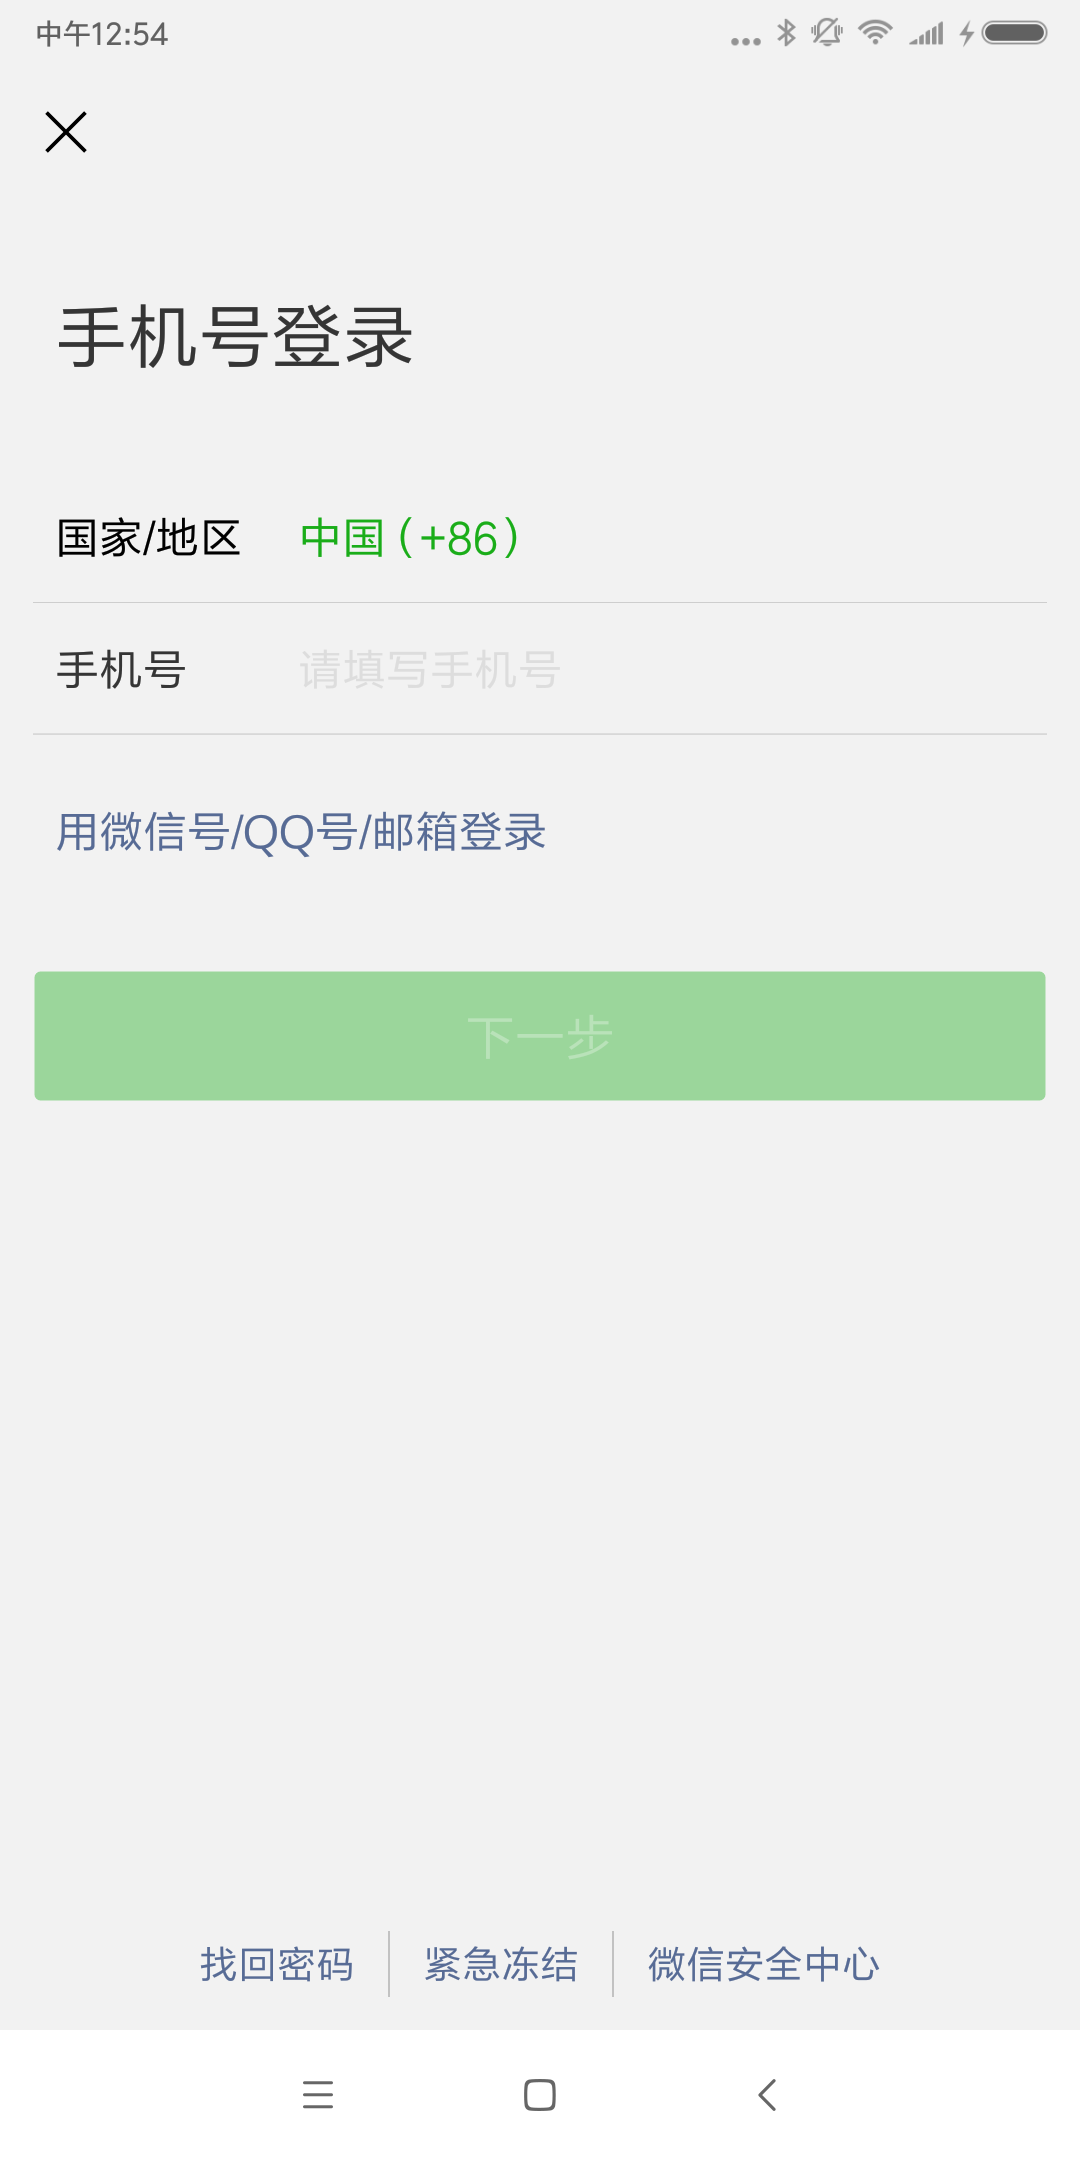 中午12:54
手机号登录
国家/地区 中国（+86）
手机号 请填写手机号
用微信号/QQ号/邮箱登录
下一步
找回密码 紧急冻结 微信安全中心